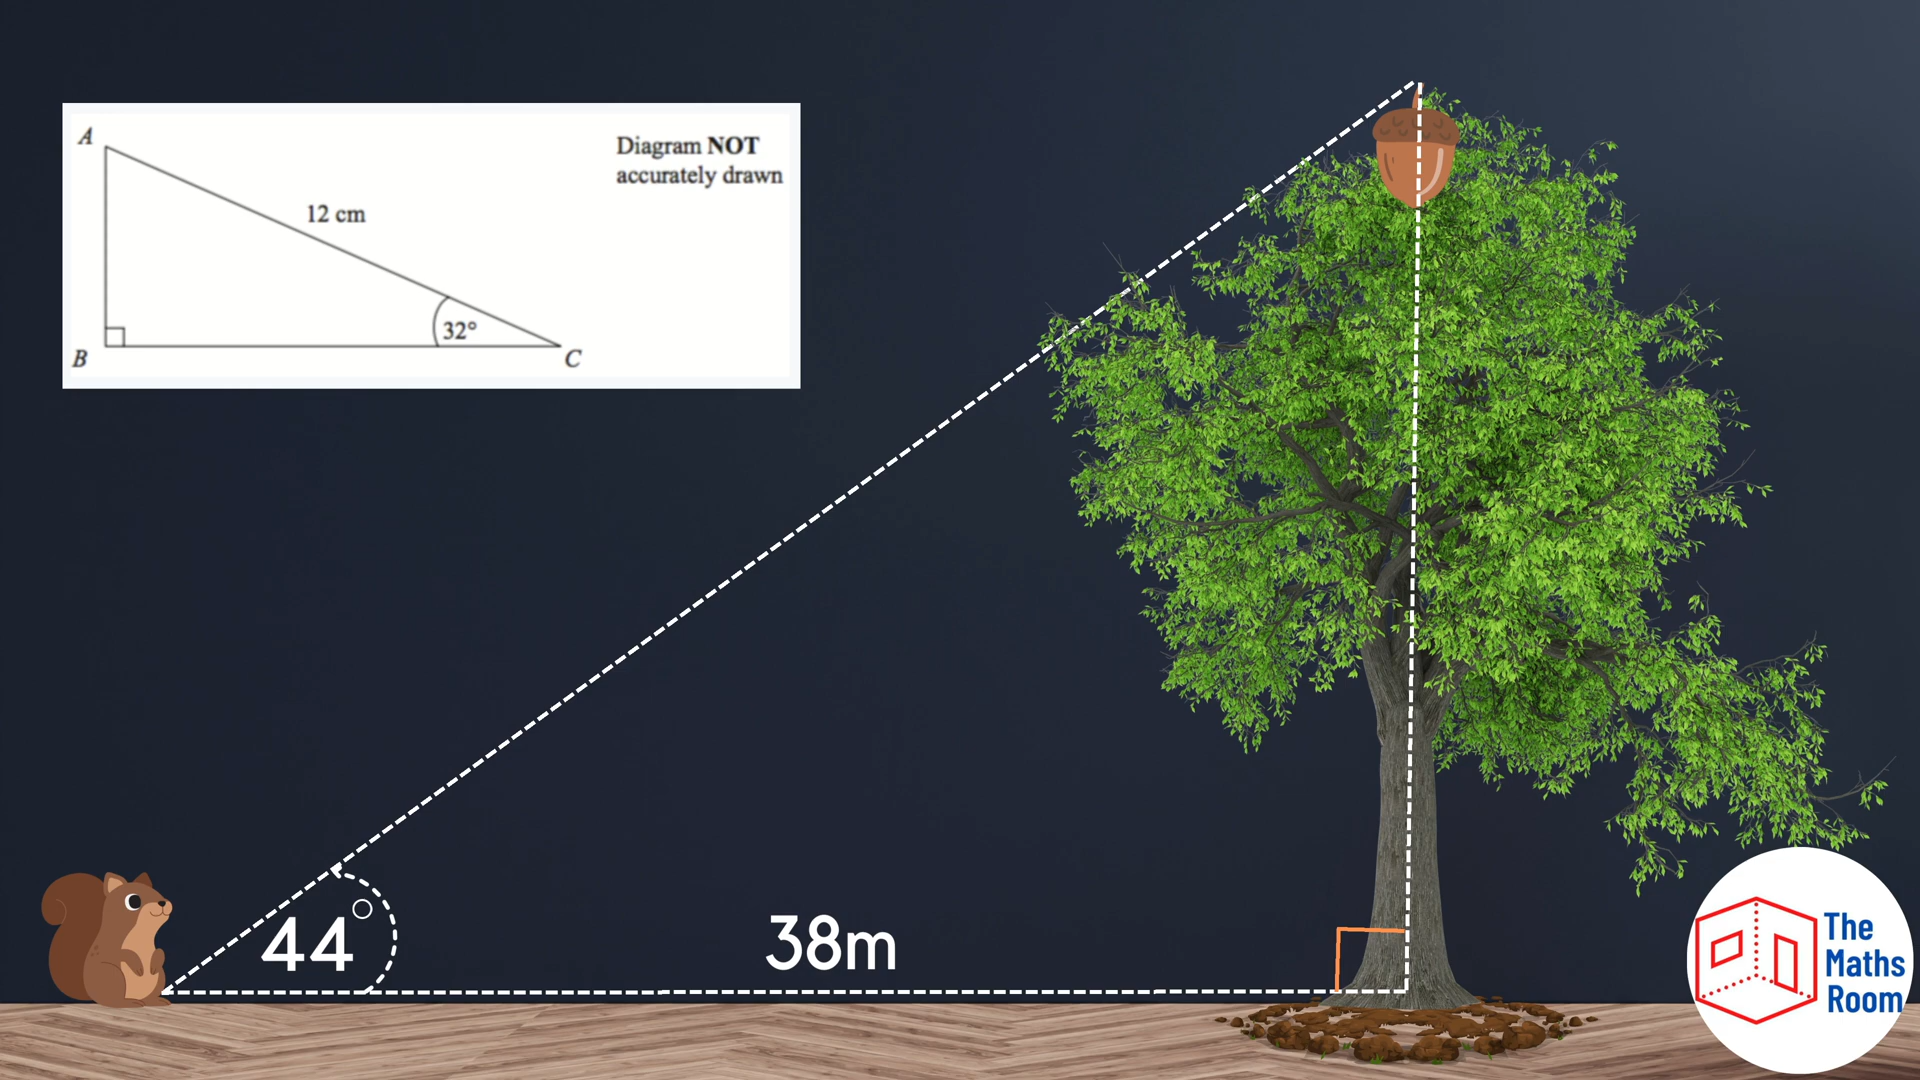 A
Diagram NOT
accurately drawn
12 cm
32°
B
C
44°
38m
The
Maths
Room